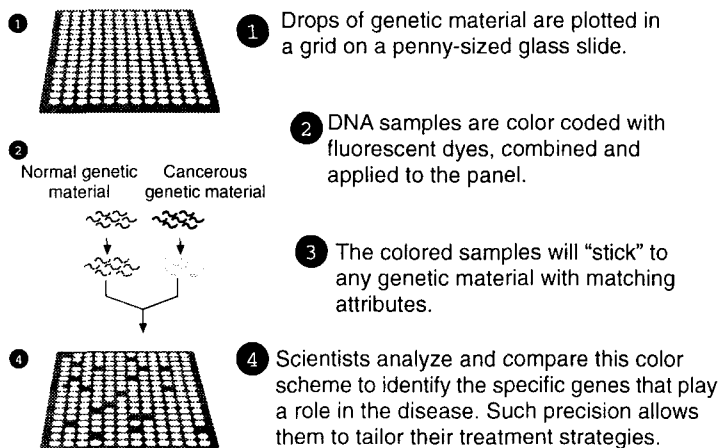 1
1 Drops of genetic material are plotted in
a grid on a penny-sized glass slide.
2 DNA samples are color coded with
fluorescent dyes, combined and
applied to the panel.
2
Normal genetic material
Cancerous genetic material
3 The colored samples will “stick” to
any genetic material with matching
attributes.
4
4 Scientists analyze and compare this color
scheme to identify the specific genes that play
a role in the disease. Such precision allows
them to tailor their treatment strategies.